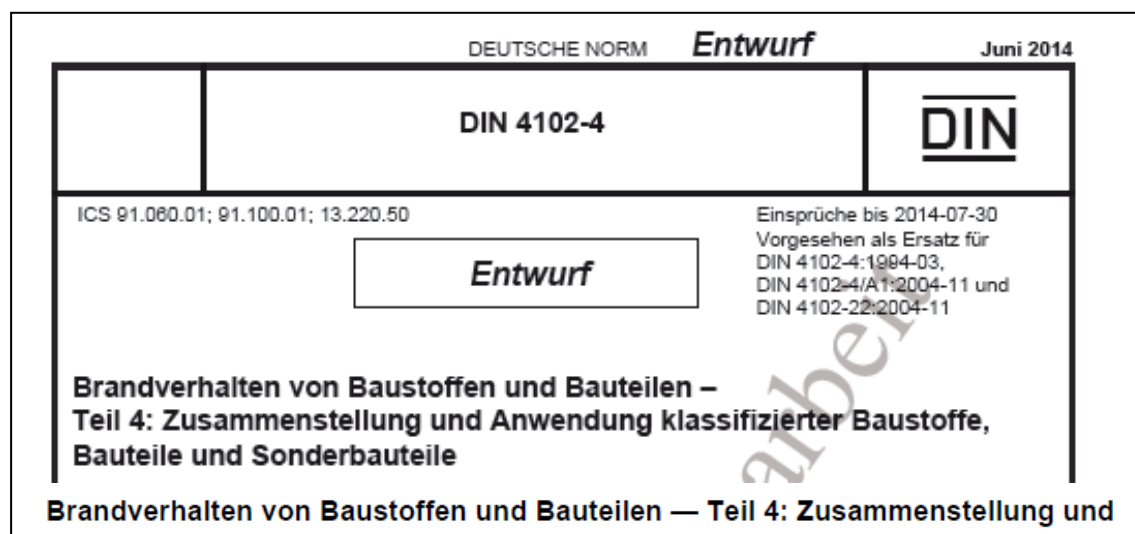 DEUTSCHE NORM Entwurf Juni 2014
DIN 4102-4 DIN
ICS 91.060.01; 91.100.01; 13.220.50
Einsprüche bis 2014-07-30
Vorgesehen als Ersatz für
DIN 4102-4:1994-03,
DIN 4102-4/A1:2004-11 und
DIN 4102-22:2004-11
Entwurf
Brandverhalten von Baustoffen und Bauteilen –
Teil 4: Zusammenstellung und Anwendung klassifizierter Baustoffe,
Bauteile und Sonderbauteile
Brandverhalten von Baustoffen und Bauteilen — Teil 4: Zusammenstellung und